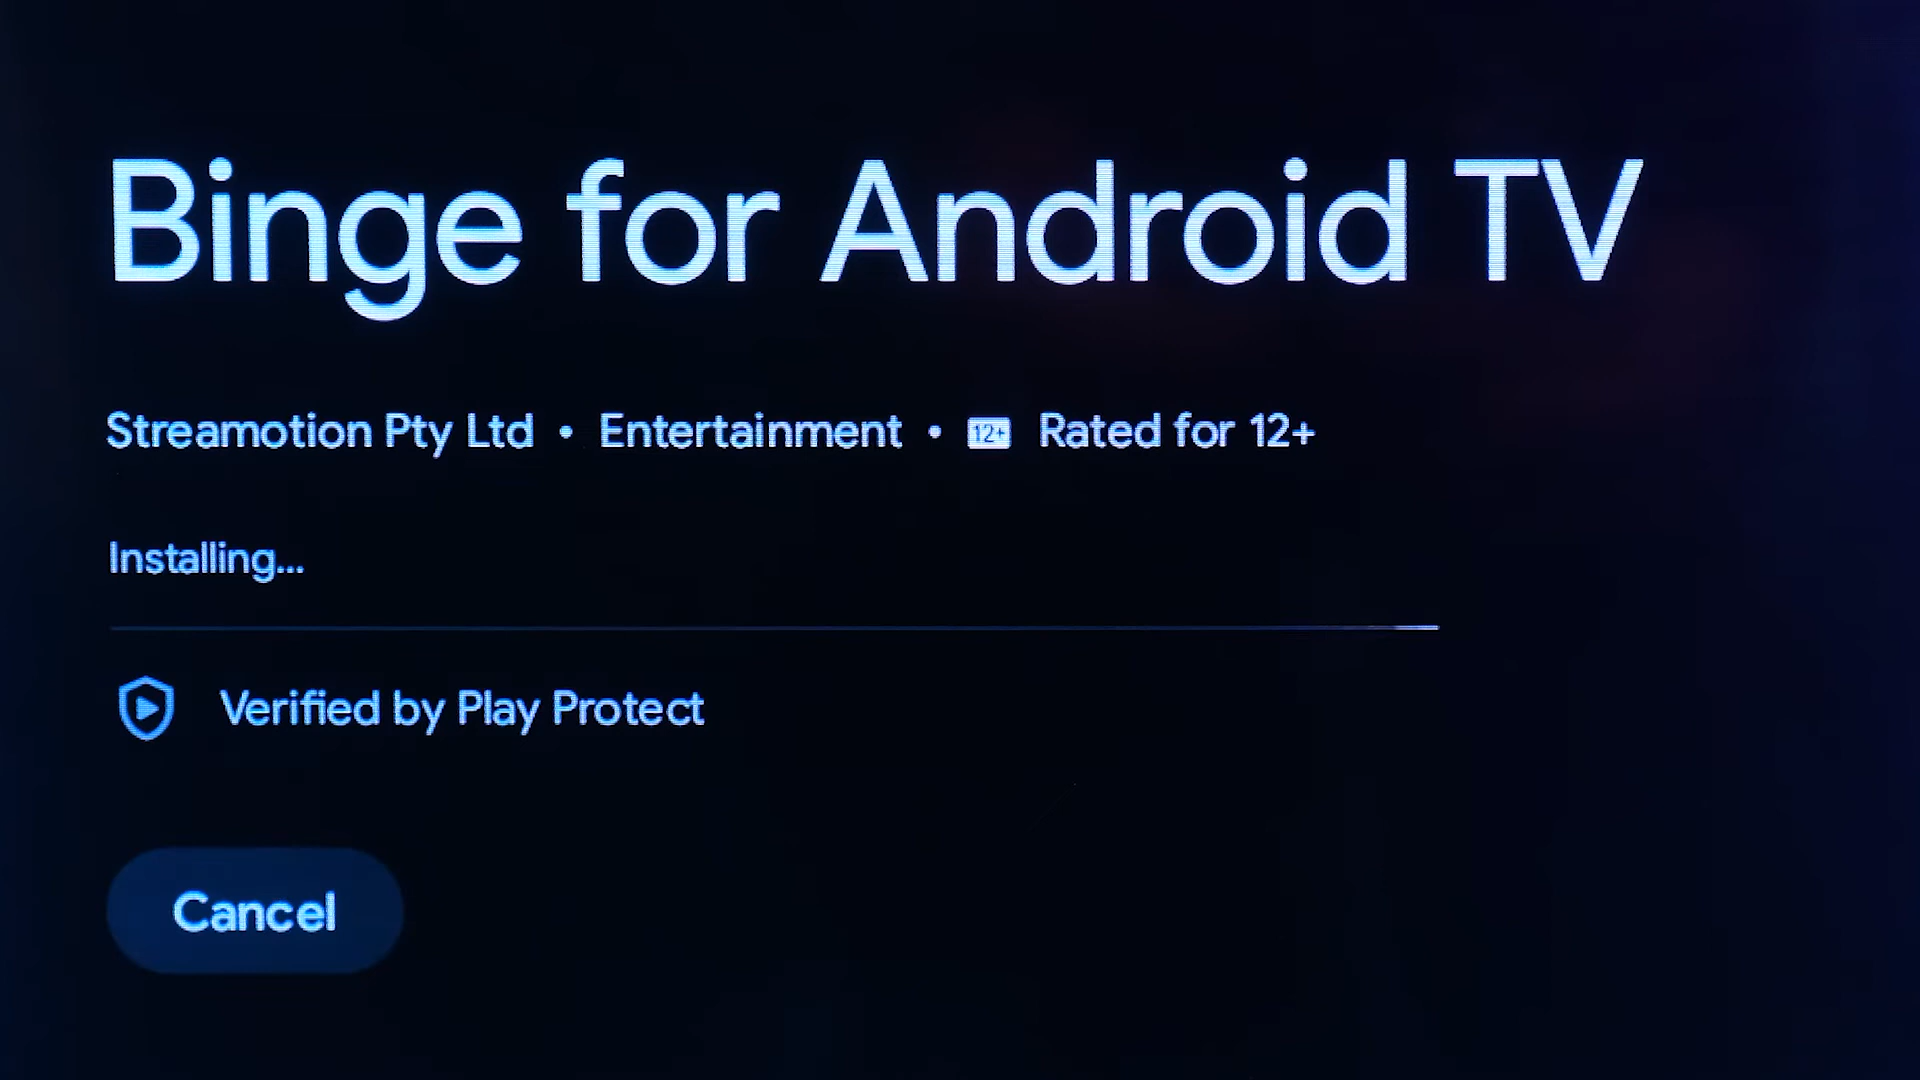 Binge for Android TV
Streamotion Pty Ltd • Entertainment • 12+ Rated for 12+
Installing...
Verified by Play Protect
Cancel